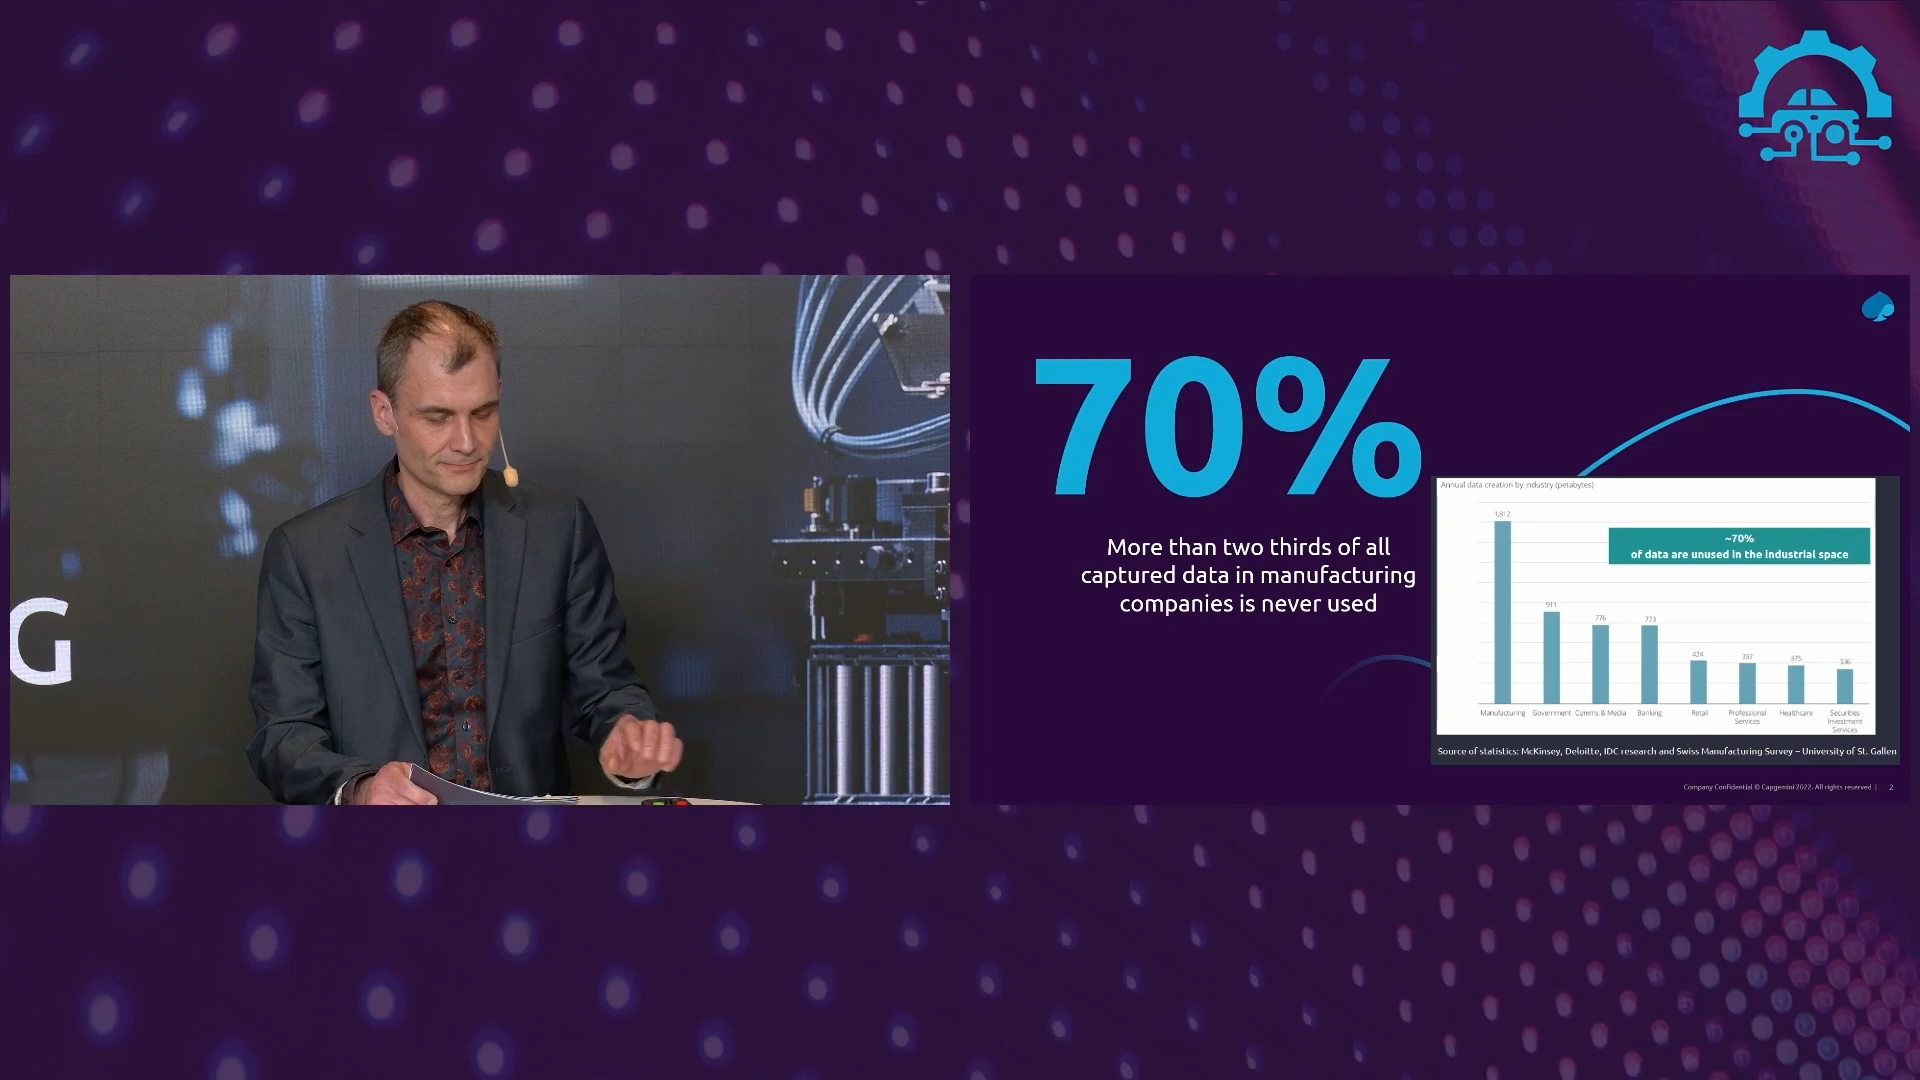 G
70%
More than two thirds of all
captured data in manufacturing
companies is never used
Annual data creation by industry (petabytes)
~70%
of data are unused in the industrial space
1,812
911
776
773
424
397
375
336
Manufacturing
Government
Comms & Media
Banking
Retail
Professional
Services
Healthcare
Securities
Investment
Services
Source of statistics: McKinsey, Deloitte, IDC research and Swiss Manufacturing Survey – University of St. Gallen
Company Confidential © Capgemini 2022. All rights reserved | 2